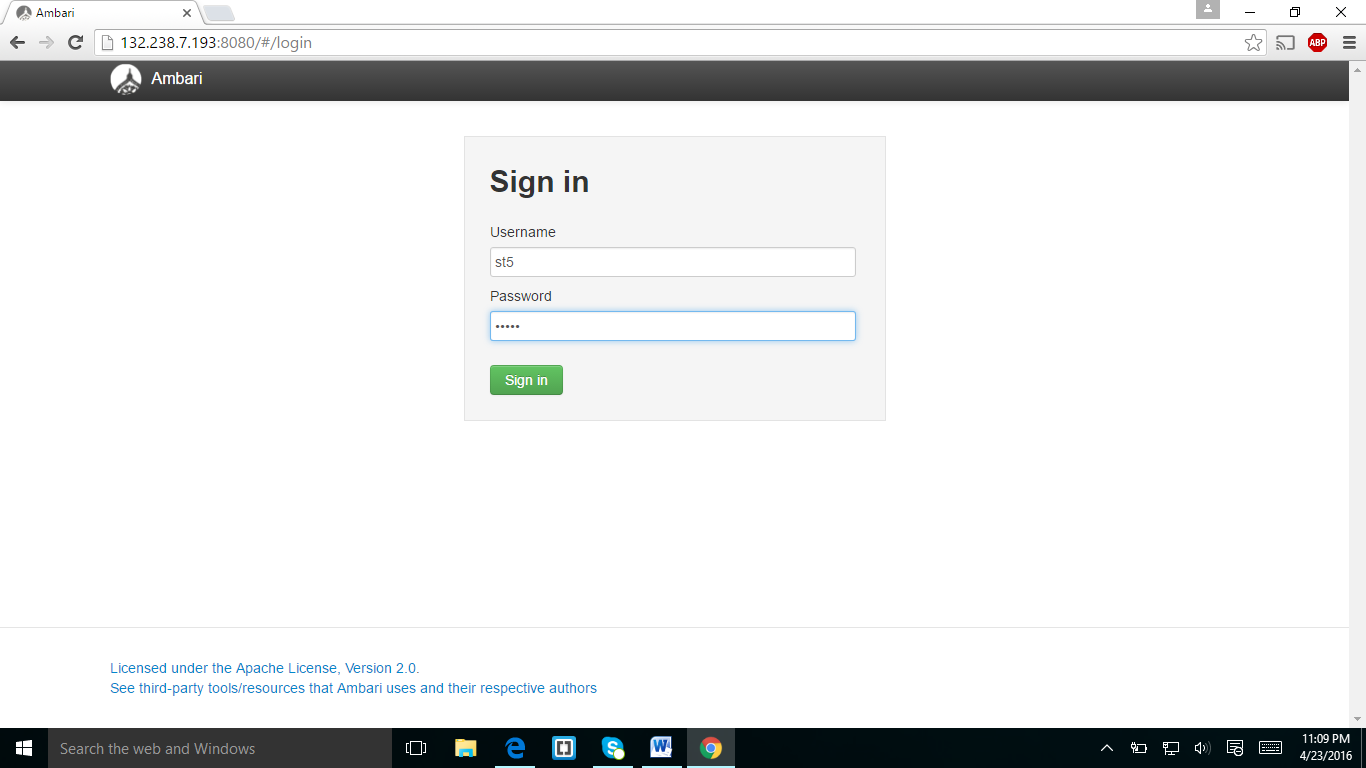 Ambari
132.238.7.193:8080/#/login
ABP
Ambari
Sign in
Username
st5
Password
•••••
Sign in
Licensed under the Apache License, Version 2.0.
See third-party tools/resources that Ambari uses and their respective authors
Search the web and Windows
11:09 PM
4/23/2016